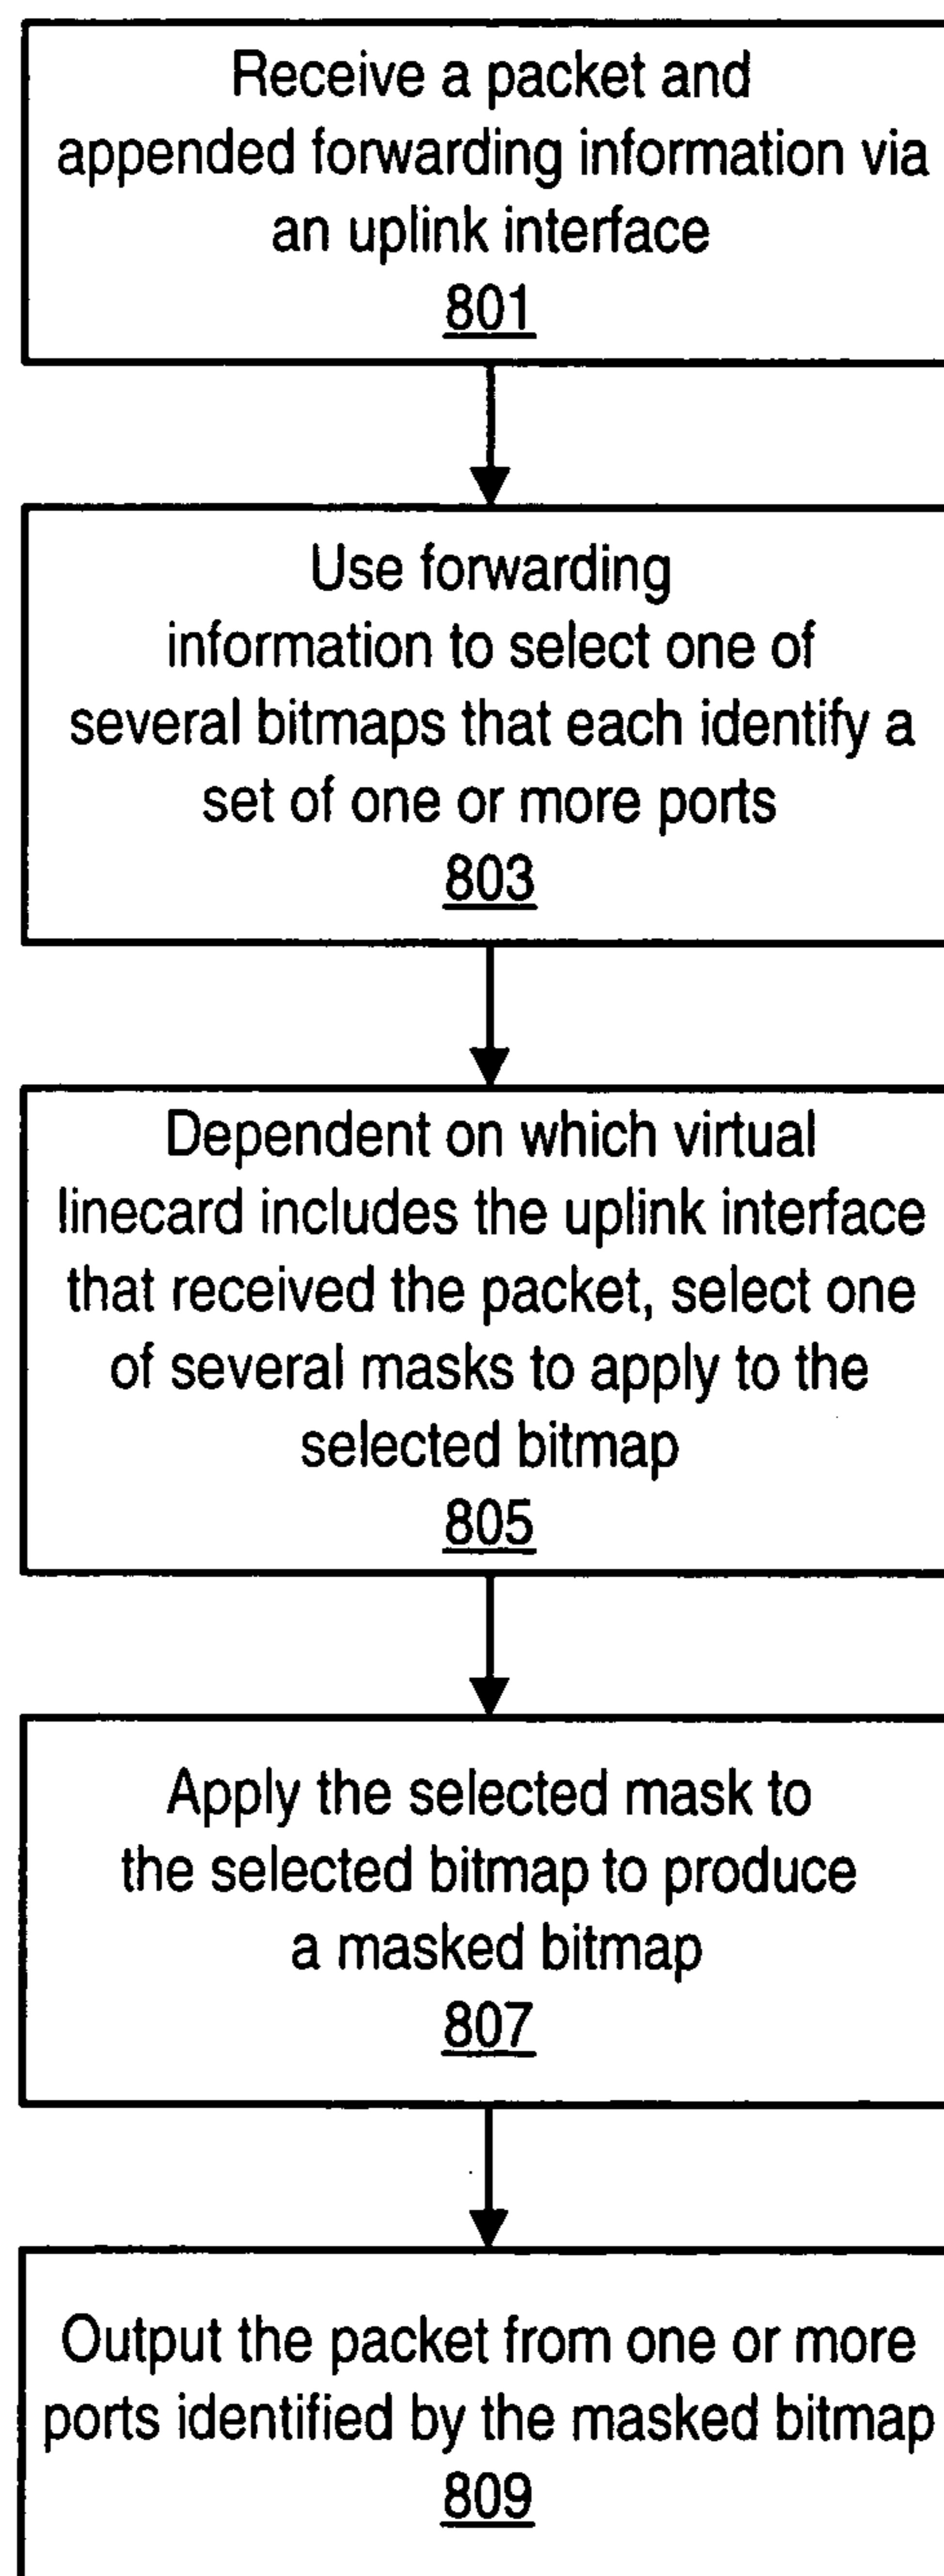 Receive a packet and
appended forwarding information via
an uplink interface
801
Use forwarding
information to select one of
several bitmaps that each identify a
set of one or more ports
803
Dependent on which virtual
linecard includes the uplink interface
that received the packet, select one
of several masks to apply to the
selected bitmap
805
Apply the selected mask to
the selected bitmap to produce
a masked bitmap
807
Output the packet from one or more
ports identified by the masked bitmap
809